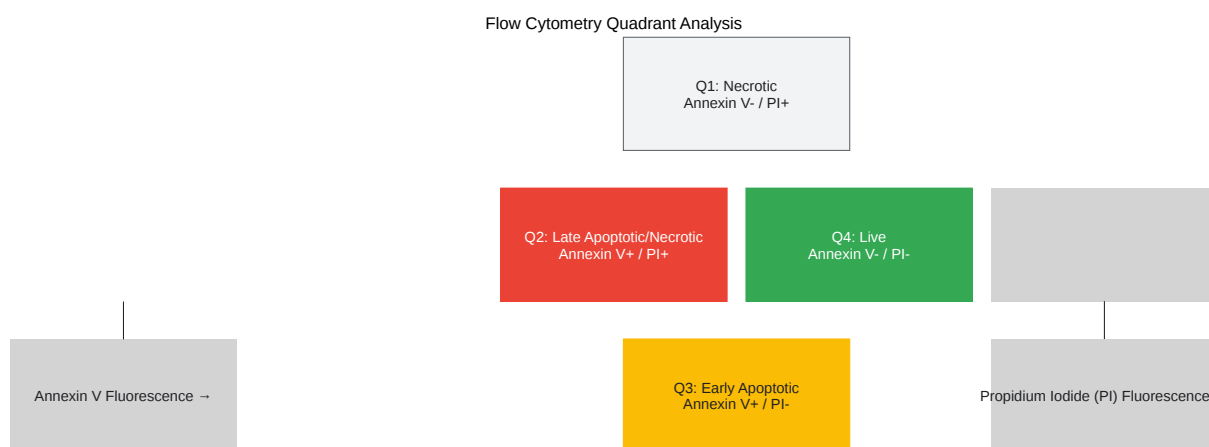 Flow Cytometry Quadrant Analysis
Q1: Necrotic
Annexin V- / PI+
Q2: Late Apoptotic/Necrotic
Annexin V+ / PI+
Q4: Live
Annexin V- / PI-
Annexin V Fluorescence →
Q3: Early Apoptotic
Annexin V+ / PI-
Propidium Iodide (PI) Fluorescence